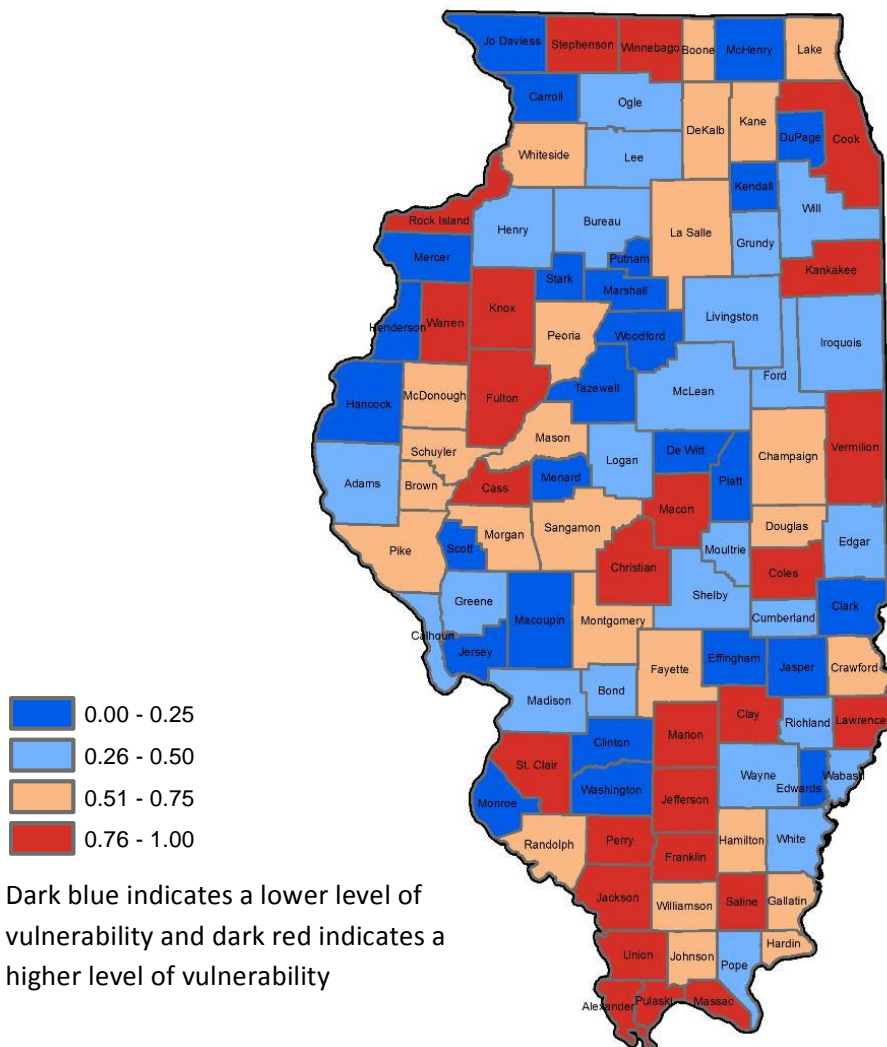 Jo Daviess Stephenson Winnebago Boone McHenry Lake
Carroll Ogle DeKalb Kane DuPage Cook
Whiteside Lee Kendall Will
Rock Island Henry Bureau La Salle Grundy
Mercer Stark Putnam Marshall Kankakee
Henderson Warren Knox Peoria Woodford Livingston Iroquois
Hancock McDonough Fulton Tazewell McLean Ford
Schuyler Mason Logan De Witt Champaign Vermilion
Adams Brown Cass Menard Macon Piatt
Pike Scott Morgan Sangamon Christian Moultrie Douglas Edgar
Greene Macoupin Montgomery Shelby Coles Cumberland Clark
Calhoun Jersey Fayette Effingham Jasper Crawford
Madison Bond Clay Richland Lawrence
Clinton Marion Wayne Edwards Wabash
St. Clair Washington Jefferson
Monroe Randolph Perry Franklin Hamilton White
Jackson Williamson Saline Gallatin
Union Johnson Pope Hardin
Alexander Pulaski Massac
0.00 - 0.25
0.26 - 0.50
0.51 - 0.75
0.76 - 1.00
Dark blue indicates a lower level of
vulnerability and dark red indicates a
higher level of vulnerability